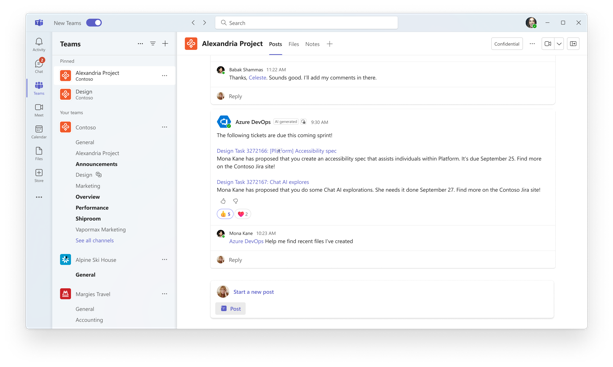 New Teams
Search
Activity
Chat
Teams
Meet
Calendar
Files
Store
Teams
Pinned
Alexandria Project
Contoso
Design
Contoso
Your teams:
Contoso
General
Alexandria Project
Announcements
Design
Marketing
Overview
Performance
Shiproom
Vapormax Marketing
See all channels
Alpine Ski House
General
Margies Travel
General
Accounting
Alexandria Project
Posts
Files
Notes
Confidential
Babak Shammas 11:22 AM
Thanks, Celeste. Sounds good. I'll add my comments in there.
Reply
Azure DevOps AI generated 9:30 AM
The following tickets are due this coming sprint!
Design Task 3272166: [Platform] Accessibility spec
Mona Kane has proposed that you create an accessibility spec that assists individuals within Platform. It's due September 25. Find more
on the Constoso Jira site!
Design Task 3272167: Chat AI explores
Mona Kane has proposed that you do some Chat AI explorations. She needs it done September 27. Find more on the Constoso Jira site!
5
2
Mona Kane 10:23 AM
Azure DevOps Help me find recent files I've created
Reply
Start a new post
Post